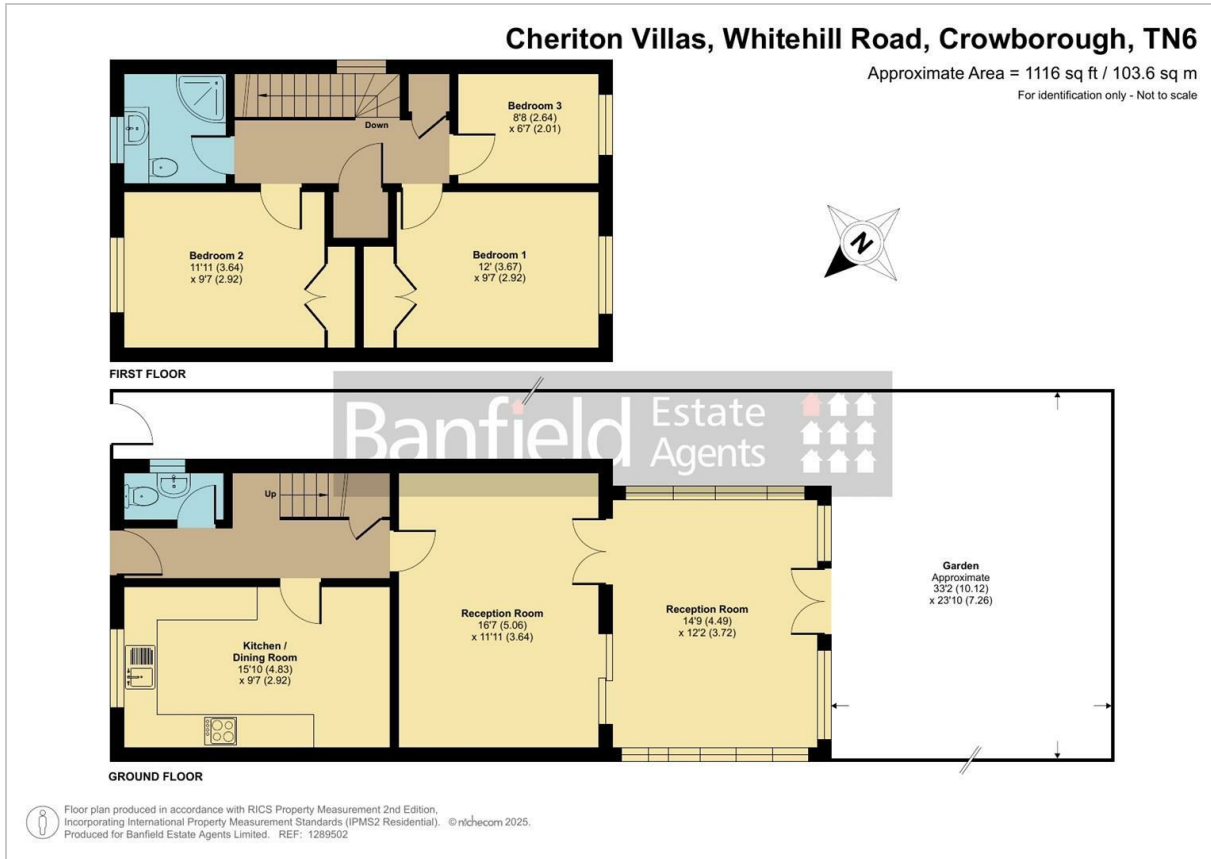 Cheriton Villas, Whitehill Road, Crowborough, TN6
Approximate Area = 1116 sq ft / 103.6 sq m
For identification only - Not to scale
Down
Bedroom 3
8'8 (2.64)
x 6'7 (2.01)
Bedroom 2
11'11 (3.64)
x 9'7 (2.92)
Bedroom 1
12' (3.67)
x 9'7 (2.92)
N
FIRST FLOOR
Banfield Estate
Agents
Up
Reception Room
16'7 (5.06)
x 11'11 (3.64)
Reception Room
14'9 (4.49)
x 12'2 (3.72)
Garden
Approximate
33'2 (10.12)
x 23'10 (7.26)
Kitchen /
Dining Room
15'10 (4.83)
x 9'7 (2.92)
GROUND FLOOR
Floor plan produced in accordance with RICS Property Measurement 2nd Edition,
Incorporating International Property Measurement Standards (IPMS2 Residential). © nichecom 2025.
Produced for Banfield Estate Agents Limited. REF: 1289502